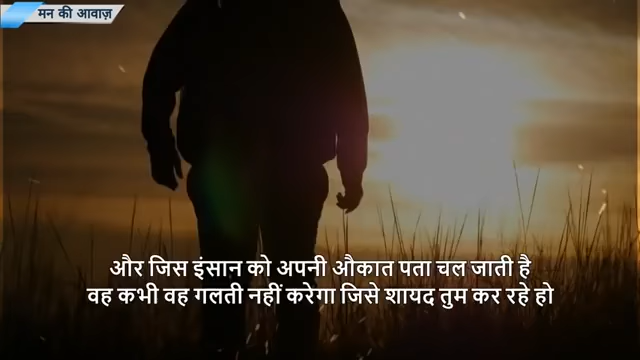 मन की आवाज़
और जिस इंसान को अपनी औकात पता चल जाती है
वह कभी वह गलती नहीं करेगा जिसे शायद तुम कर रहे हो